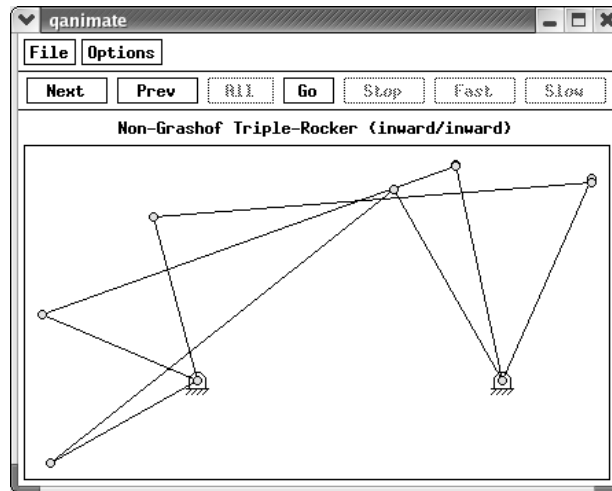 qanimate
File Options
Next Prev All Go Stop Fast Slow
Non-Grashof Triple-Rocker (inward/inward)